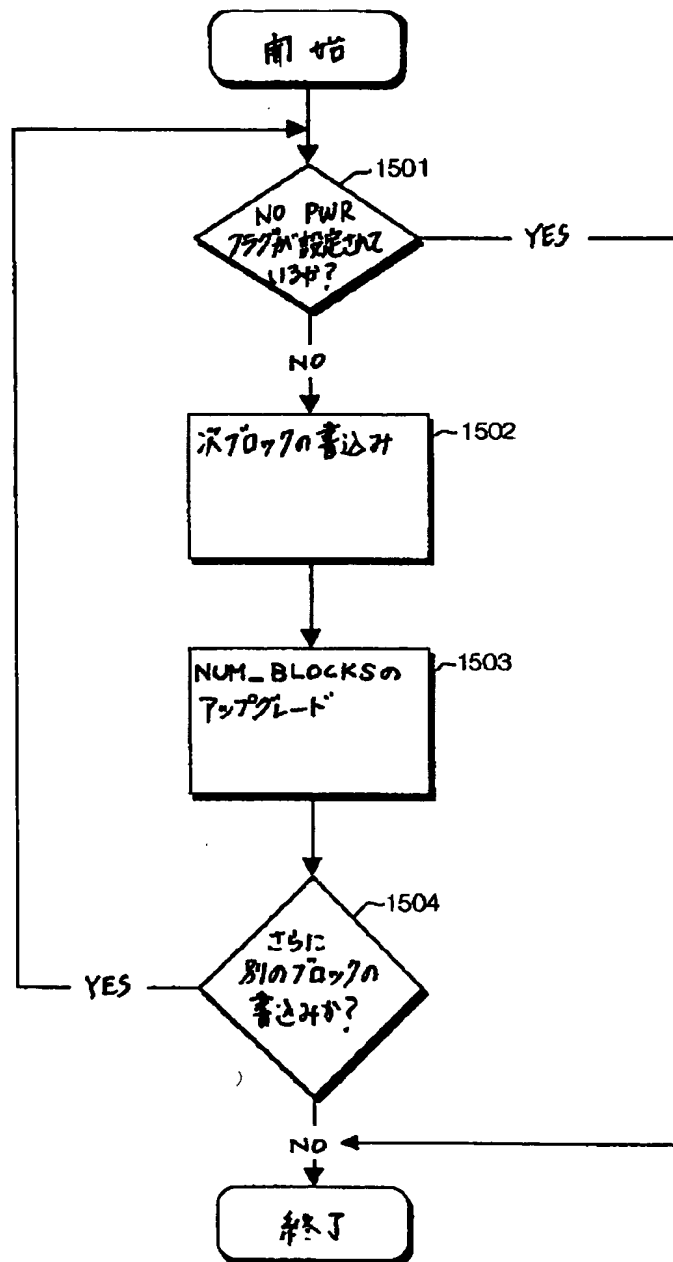 開始
1501
NO PWR
フラグが設定されて
いるか?
YES
NO
次ブロックの書込み
1502
NUM_BLOCKSの
アップグレード
1503
1504
さらに
別のブロックの
書込みか?
YES
NO
終了